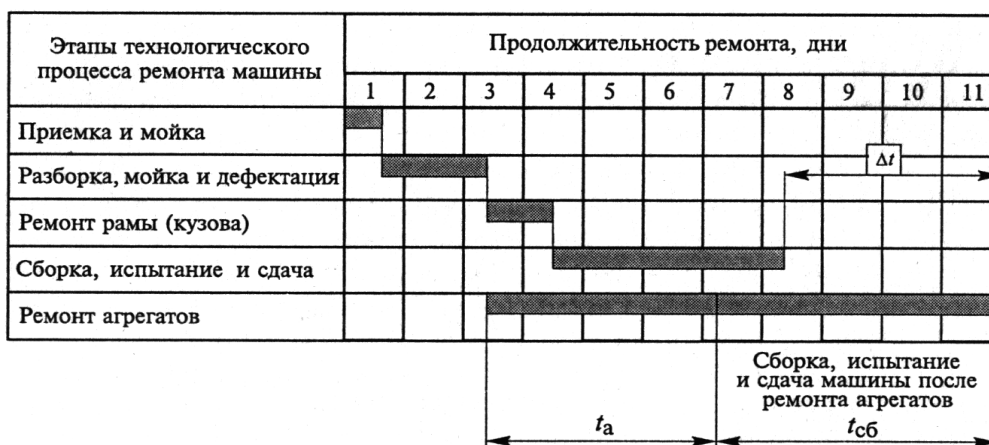 Этапы технологического
процесса ремонта машины
Продолжительность ремонта, дни
1 2 3 4 5 6 7 8 9 10 11
Приемка и мойка
Δt
Разборка, мойка и дефектация
Ремонт рамы (кузова)
Сборка, испытание и сдача
Ремонт агрегатов
Сборка, испытание
и сдача машины после
ремонта агрегатов
tа
tсб